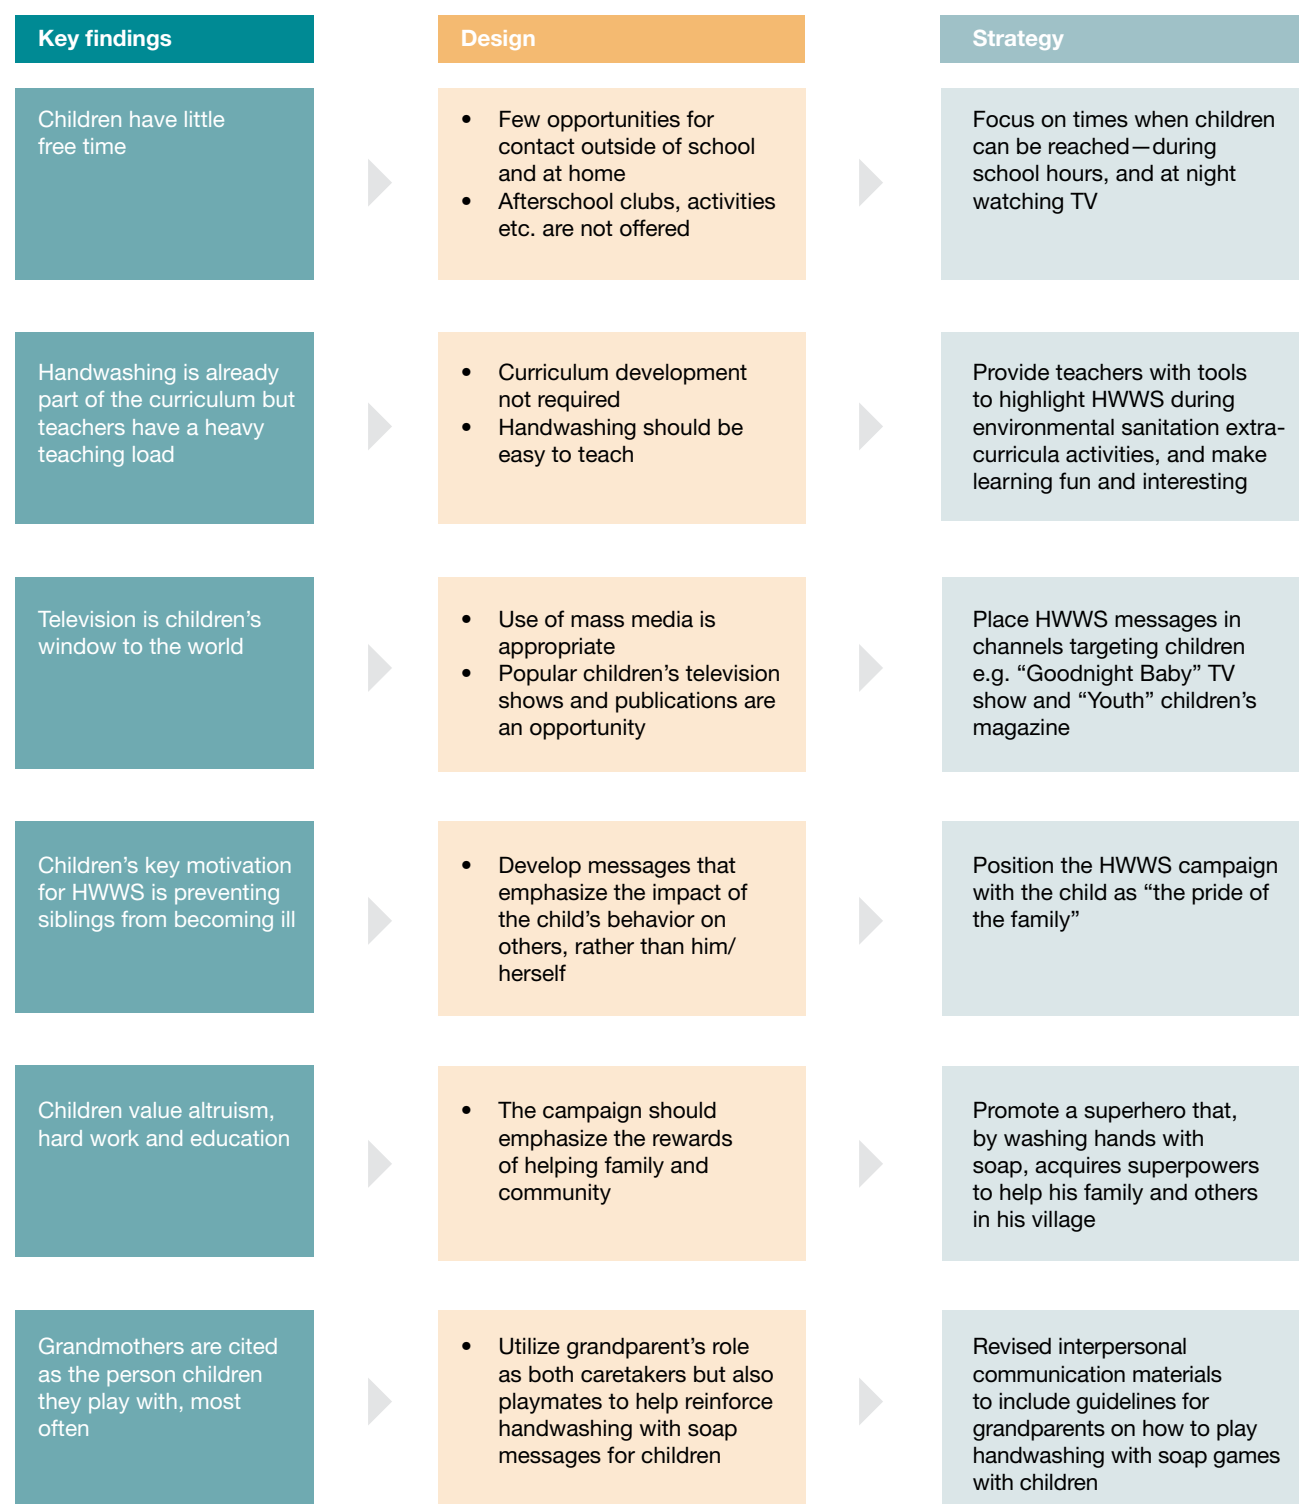 Key findings
Design
Strategy
Children have little
free time
• Few opportunities for
contact outside of school
and at home
• Afterschool clubs, activities
etc. are not offered
Focus on times when children
can be reached—during
school hours, and at night
watching TV
Handwashing is already
part of the curriculum but
teachers have a heavy
teaching load
• Curriculum development
not required
• Handwashing should be
easy to teach
Provide teachers with tools
to highlight HWWS during
environmental sanitation extra-
curricula activities, and make
learning fun and interesting
Television is children’s
window to the world
• Use of mass media is
appropriate
• Popular children’s television
shows and publications are
an opportunity
Place HWWS messages in
channels targeting children
e.g. “Goodnight Baby” TV
show and “Youth” children’s
magazine
Children’s key motivation
for HWWS is preventing
siblings from becoming ill
• Develop messages that
emphasize the impact of
the child’s behavior on
others, rather than him/
herself
Position the HWWS campaign
with the child as “the pride of
the family”
Children value altruism,
hard work and education
• The campaign should
emphasize the rewards
of helping family and
community
Promote a superhero that,
by washing hands with
soap, acquires superpowers
to help his family and others
in his village
Grandmothers are cited
as the person children
they play with, most
often
• Utilize grandparent’s role
as both caretakers but also
playmates to help reinforce
handwashing with soap
messages for children
Revised interpersonal
communication materials
to include guidelines for
grandparents on how to play
handwashing with soap games
with children